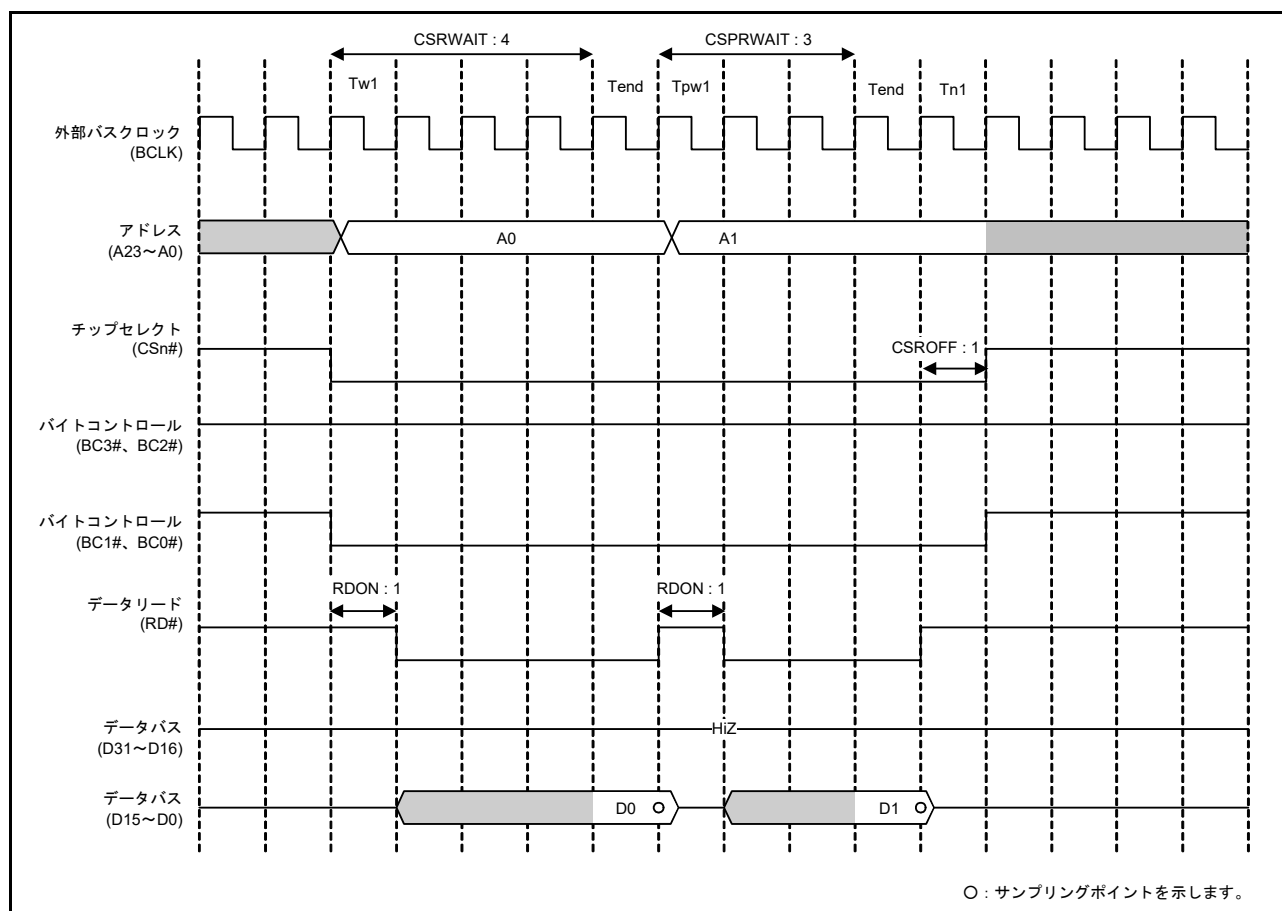 CSRWAIT : 4
CSPRWAIT : 3
Tw1
Tend
Tpw1
Tend
Tn1
外部バスクロック
(BCLK)
アドレス
(A23～A0)
A0
A1
チップセレクト
(CSn#)
CSROFF : 1
バイトコントロール
(BC3#、BC2#)
バイトコントロール
(BC1#、BC0#)
RDON : 1
RDON : 1
データリード
(RD#)
データバス
(D31～D16)
HiZ
データバス
(D15～D0)
D0
D1
○ : サンプリングポイントを示します。